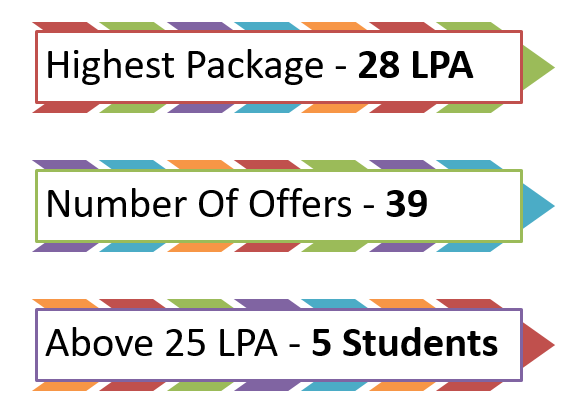 Highest Package - 28 LPA
Number Of Offers - 39
Above 25 LPA - 5 Students